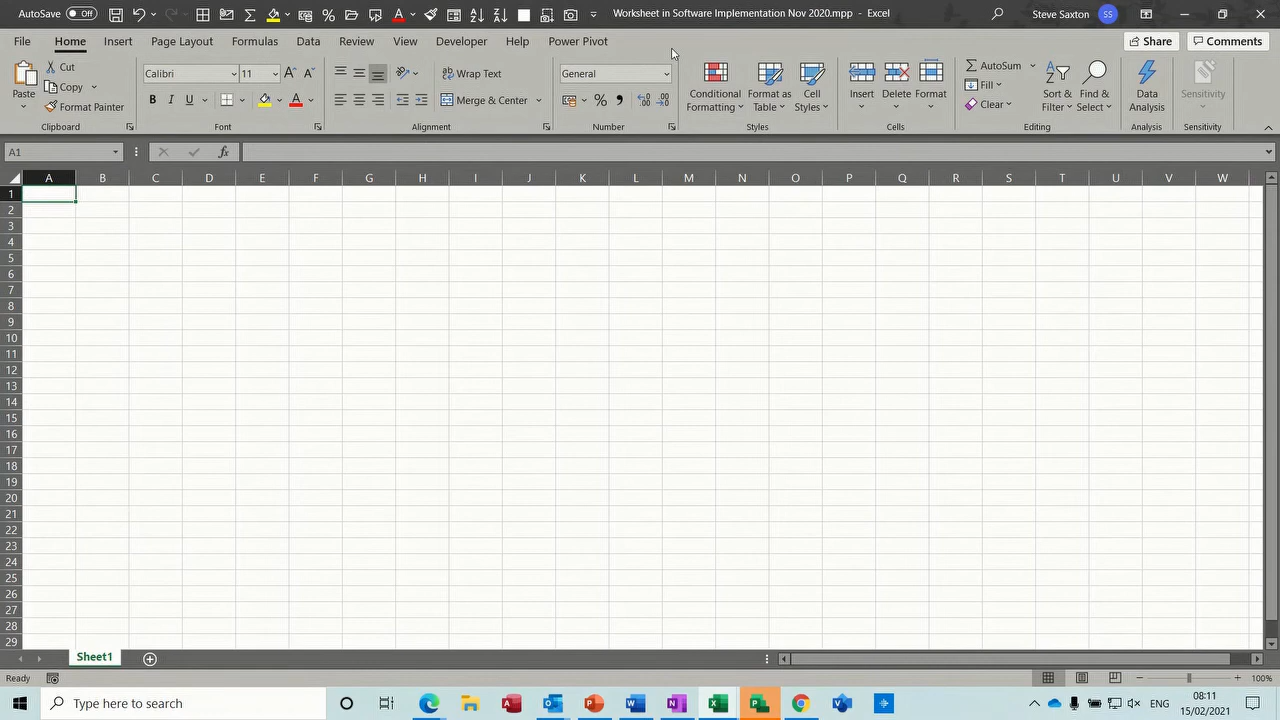 AutoSave Off Worksheet in Software Implementation Nov 2020.mpp - Excel Steve Saxton SS
File Home Insert Page Layout Formulas Data Review View Developer Help Power Pivot Share Comments
Paste
Cut
Copy
Format Painter
Clipboard
Calibri 11
B I U
Font
Wrap Text
Merge & Center
Alignment
General
Number
Conditional Formatting
Format as Table
Cell Styles
Styles
Insert
Delete
Format
Cells
AutoSum
Fill
Clear
Sort & Filter
Find & Select
Editing
Data Analysis
Analysis
Sensitivity
Sensitivity
A1 fx
A B C D E F G H I J K L M N O P Q R S T U V W
1
2
3
4
5
6
7
8
9
10
11
12
13
14
15
16
17
18
19
20
21
22
23
24
25
26
27
28
29
Sheet1
Ready 100%
Type here to search
ENG
08:11
15/02/2021